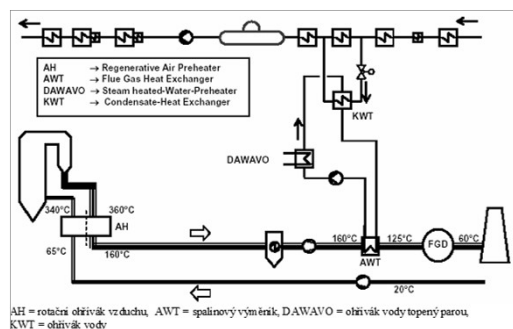 AH → Regenerative Air Preheater
AWT → Flue Gas Heat Exchanger
DAWAVO → Steam heated-Water-Preheater
KWT → Condensate-Heat Exchanger
KWT
DAWAVO
340°C 360°C
AH
65°C 160°C
160°C 125°C FGD 60°C
AWT
20°C
AH = rotační ohřívák vzduchu, AWT = spalinový výměník, DAWAVO = ohřívák vody topený parou,
KWT = ohřívák vody